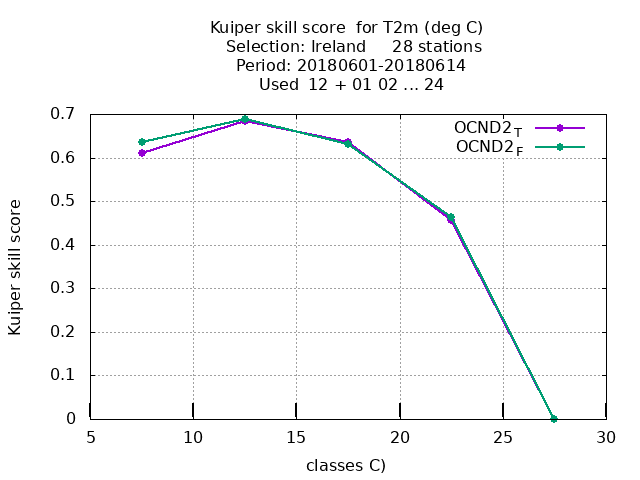 Kuiper skill score for T2m (deg C)
Selection: Ireland 28 stations
Period: 20180601-20180614
Used 12 + 01 02 ... 24
OCND2T
OCND2F
Kuiper skill score
0.7
0.6
0.5
0.4
0.3
0.2
0.1
0
5 10 15 20 25 30
classes C)